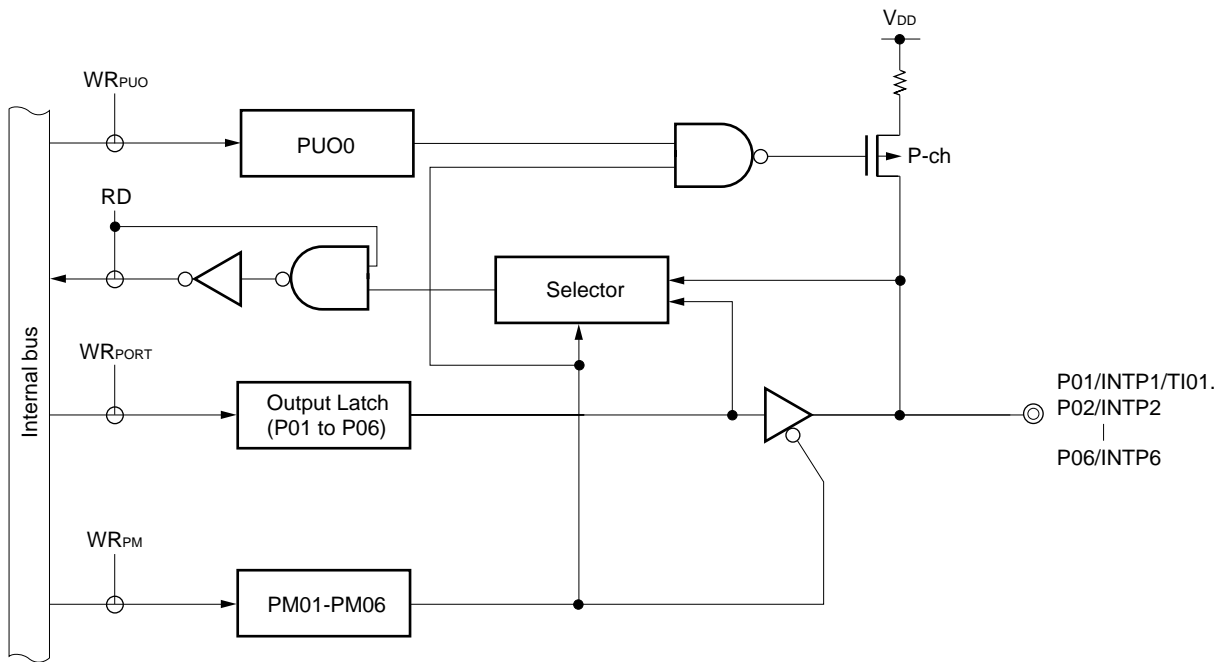 VDD
WRPUO
PUO0
P-ch
RD
Selector
Internal bus
WRPORT
Output Latch
(P01 to P06)
P01/INTP1/TI01.
P02/INTP2
P06/INTP6
WRPM
PM01-PM06